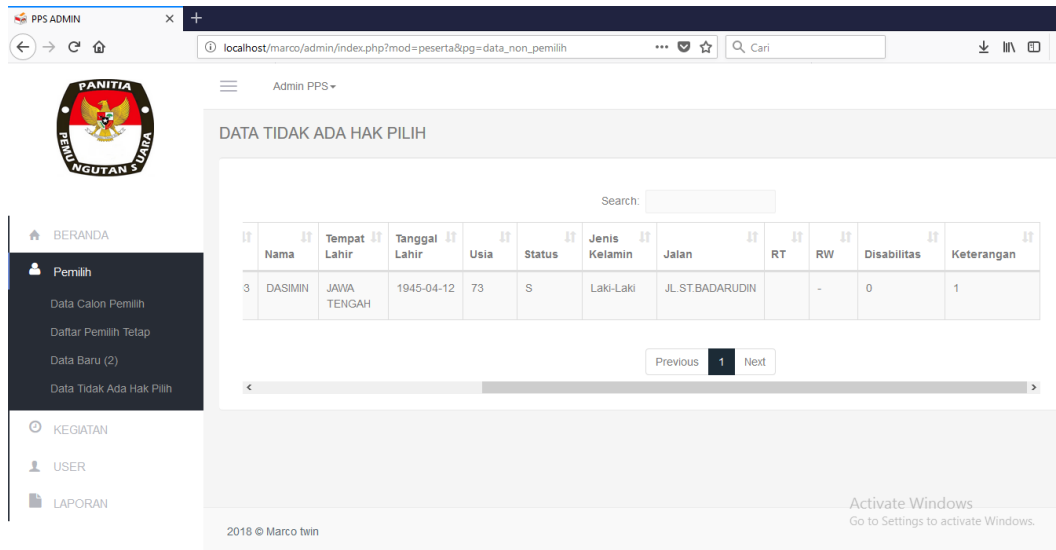 PPS ADMIN
localhost/marco/admin/index.php?mod=peserta&pg=data_non_pemilih
Cari
PANITIA
PEMUNGUTAN SUARA
Admin PPS
DATA TIDAK ADA HAK PILIH
Search:
BERANDA
Pemilih
Data Calon Pemilih
Daftar Pemilih Tetap
Data Baru (2)
Data Tidak Ada Hak Pilih
KEGIATAN
USER
LAPORAN
Nama Tempat Lahir Tanggal Lahir Usia Status Jenis Kelamin Jalan RT RW Disabilitas Keterangan
3 DASIMIN JAWA TENGAH 1945-04-12 73 S Laki-Laki JL.ST.BADARUDIN - 0 1
Previous 1 Next
Activate Windows
Go to Settings to activate Windows.
2018 © Marco twin